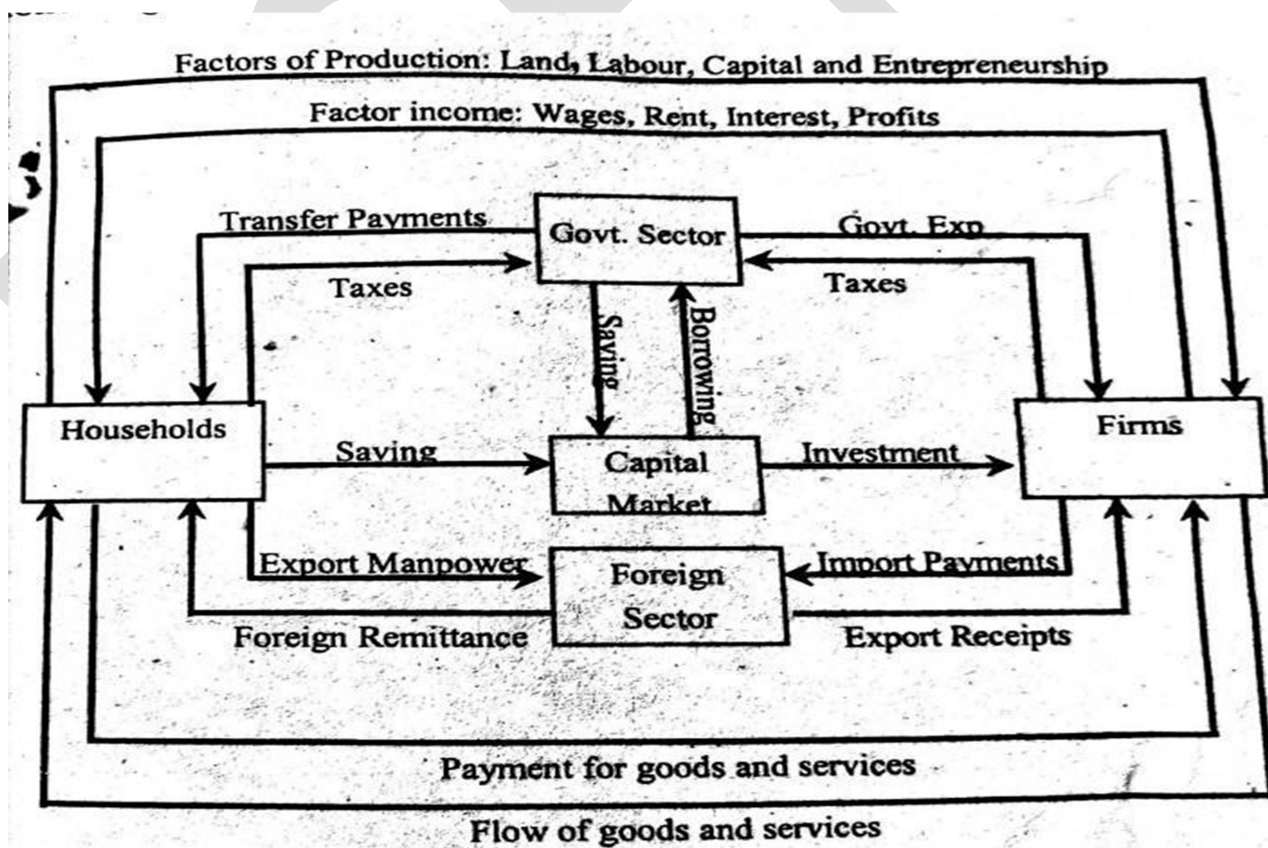 Factors of Production: Land, Labour, Capital and Entrepreneurship
Factor income: Wages, Rent, Interest, Profits
Transfer Payments
Govt. Sector
Govt. Exp
Taxes
Taxes
Saving
Borrowing
Households
Firms
Saving
Capital
Market
Investment
Export Manpower
Foreign
Sector
Import Payments
Foreign Remittance
Export Receipts
Payment for goods and services
Flow of goods and services